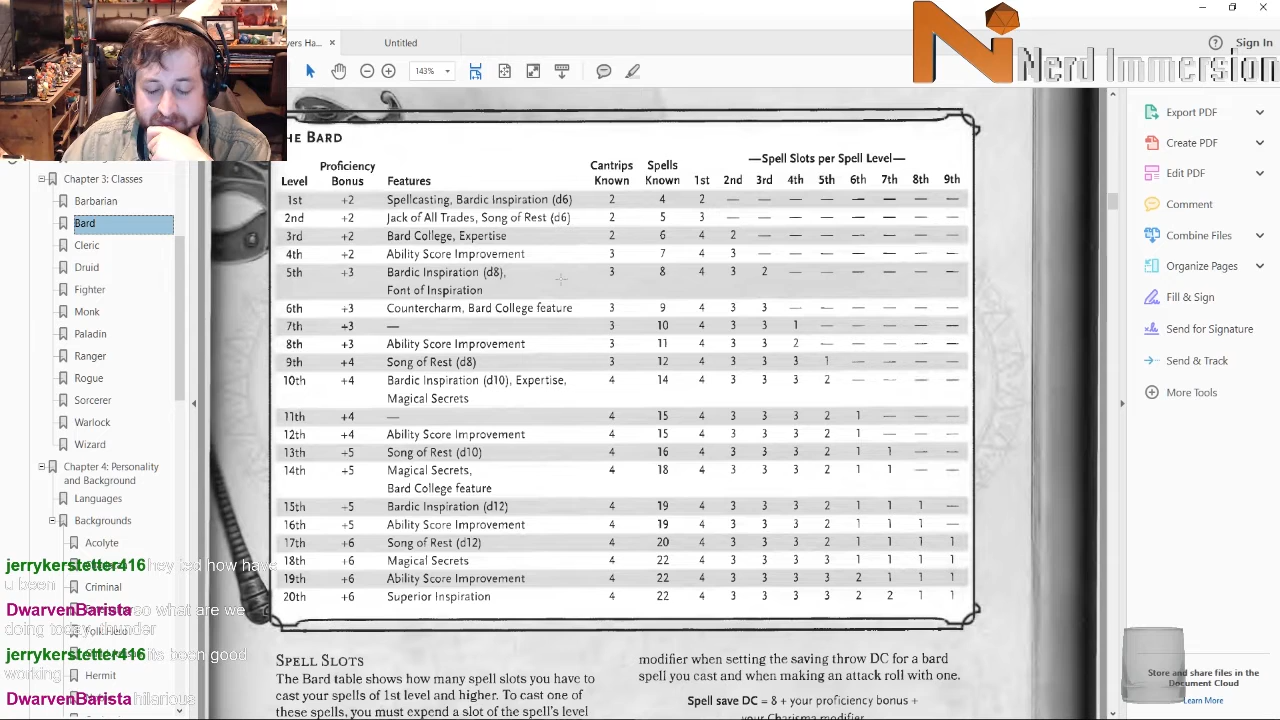 Nerd Immersion
ers Ha...
Untitled
Sign In
Export PDF
Create PDF
Edit PDF
Comment
Combine Files
Organize Pages
Fill & Sign
Send for Signature
Send & Track
More Tools
Store and share files in the
Document Cloud
Learn More
Chapter 3: Classes
Barbarian
Bard
Cleric
Druid
Fighter
Monk
Paladin
Ranger
Rogue
Sorcerer
Warlock
Wizard
Chapter 4: Personality
and Background
Languages
Backgrounds
Acolyte
Criminal
Folk Hero
Hermit
HE BARD
—Spell Slots per Spell Level—
Level Proficiency Bonus Features Cantrips Known Spells Known 1st 2nd 3rd 4th 5th 6th 7th 8th 9th
1st +2 Spellcasting, Bardic Inspiration (d6) 2 4 2 — — — — — — — —
2nd +2 Jack of All Trades, Song of Rest (d6) 2 5 3 — — — — — — — —
3rd +2 Bard College, Expertise 2 6 4 2 — — — — — — —
4th +2 Ability Score Improvement 3 7 4 3 — — — — — — —
5th +3 Bardic Inspiration (d8), 3 8 4 3 2 — — — — — —
Font of Inspiration
6th +3 Countercharm, Bard College feature 3 9 4 3 3 — — — — — —
7th +3 — 3 10 4 3 3 1 — — — — —
8th +3 Ability Score Improvement 3 11 4 3 3 2 — — — — —
9th +4 Song of Rest (d8) 3 12 4 3 3 3 1 — — — —
10th +4 Bardic Inspiration (d10), Expertise, 4 14 4 3 3 3 2 — — — —
Magical Secrets
11th +4 — 4 15 4 3 3 3 2 1 — — —
12th +4 Ability Score Improvement 4 15 4 3 3 3 2 1 — — —
13th +5 Song of Rest (d10) 4 16 4 3 3 3 2 1 1 — —
14th +5 Magical Secrets, 4 18 4 3 3 3 2 1 1 — —
Bard College feature
15th +5 Bardic Inspiration (d12) 4 19 4 3 3 3 2 1 1 1 —
16th +5 Ability Score Improvement 4 19 4 3 3 3 2 1 1 1 —
17th +6 Song of Rest (d12) 4 20 4 3 3 3 2 1 1 1 1
18th +6 Magical Secrets 4 22 4 3 3 3 3 1 1 1 1
19th +6 Ability Score Improvement 4 22 4 3 3 3 3 2 1 1 1
20th +6 Superior Inspiration 4 22 4 3 3 3 3 2 2 1 1
SPELL SLOTS
The Bard table shows how many spell slots you have to
cast your spells of 1st level and higher. To cast one of
these spells, you must expend a slot of the spell's level
modifier when setting the saving throw DC for a bard
spell you cast and when making an attack roll with one.
Spell save DC = 8 + your proficiency bonus +
your Charisma modifier
jerrykerstetter416 hey ted how have
u been
DwarvenBarista so what are we
doing today, thunder
jerrykerstetter416 its been good
working
DwarvenBarista hilarious